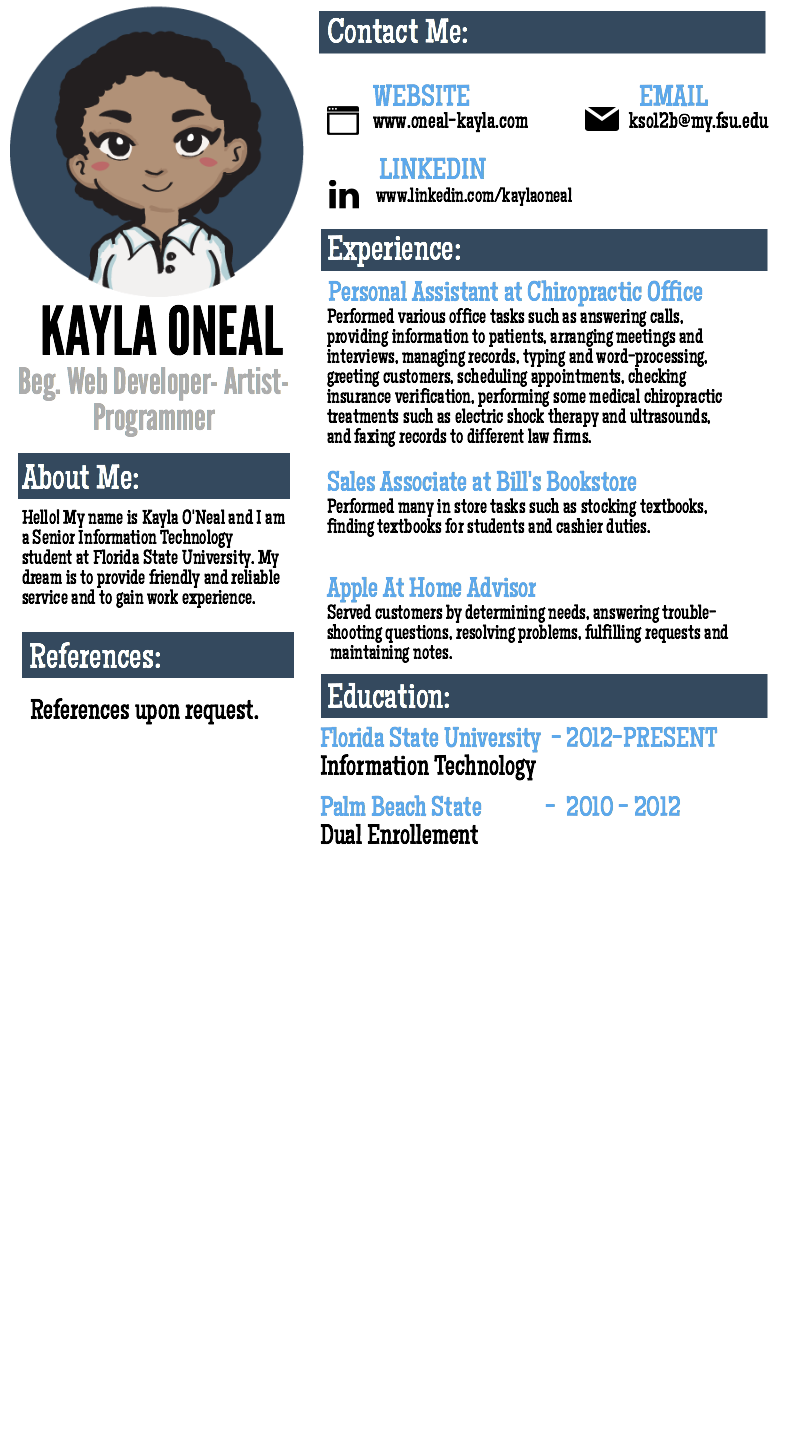 KAYLA ONEAL
Beg. Web Developer- Artist-
Programmer
About Me:
Hello! My name is Kayla O'Neal and I am
a Senior Information Technology
student at Florida State University. My
dream is to provide friendly and reliable
service and to gain work experience.
References:
References upon request.
Contact Me:
WEBSITE
www.oneal-kayla.com
EMAIL
kso12b@my.fsu.edu
LINKEDIN
in
www.linkedin.com/kaylaoneal
Experience:
Personal Assistant at Chiropractic Office
Performed various office tasks such as answering calls,
providing information to patients, arranging meetings and
interviews, managing records, typing and word-processing,
greeting customers, scheduling appointments, checking
insurance verification, performing some medical chiropractic
treatments such as electric shock therapy and ultrasounds,
and faxing records to different law firms.
Sales Associate at Bill's Bookstore
Performed many in store tasks such as stocking textbooks,
finding textbooks for students and cashier duties.
Apple At Home Advisor
Served customers by determining needs, answering trouble-
shooting questions, resolving problems, fulfilling requests and
maintaining notes.
Education:
Florida State University - 2012-PRESENT
Information Technology
Palm Beach State - 2010 - 2012
Dual Enrollement